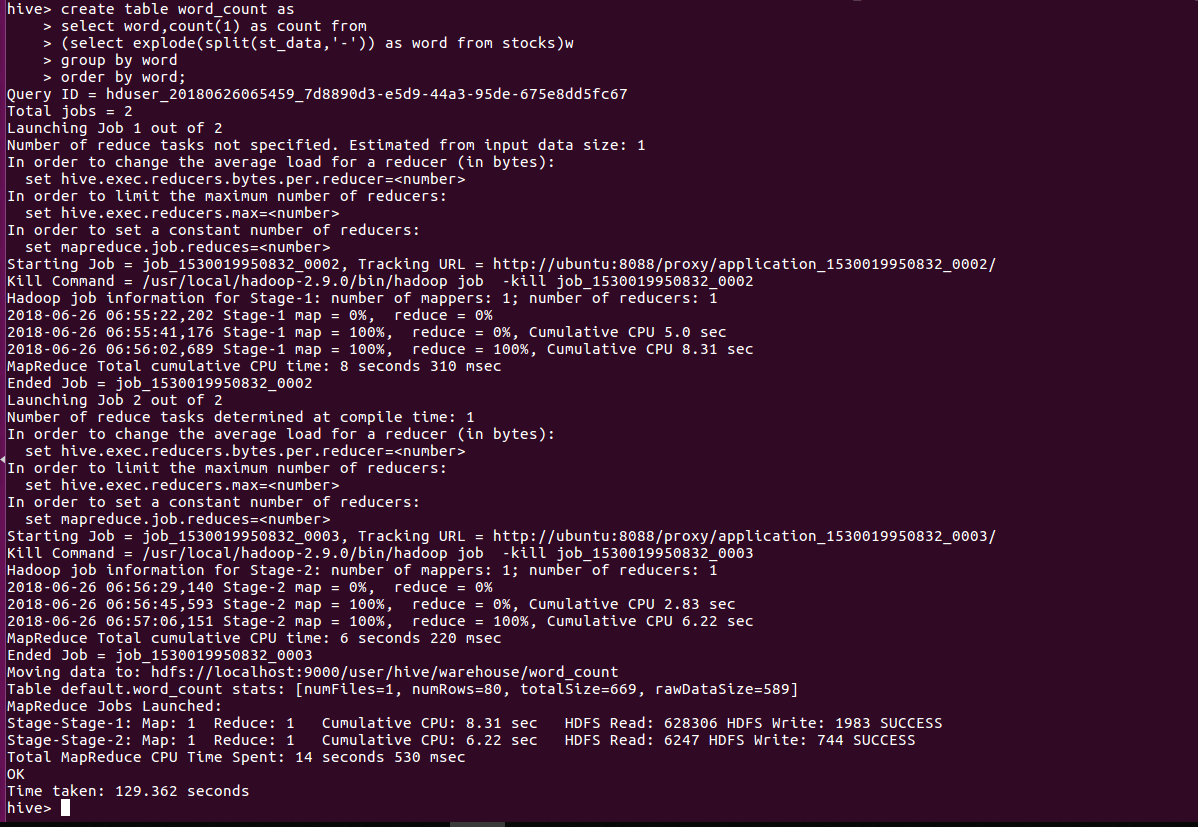 hive> create table word_count as
    > select word,count(1) as count from
    > (select explode(split(st_data,'-')) as word from stocks)w
    > group by word
    > order by word;
Query ID = hduser_20180626065459_7d8890d3-e5d9-44a3-95de-675e8dd5fc67
Total jobs = 2
Launching Job 1 out of 2
Number of reduce tasks not specified. Estimated from input data size: 1
In order to change the average load for a reducer (in bytes):
  set hive.exec.reducers.bytes.per.reducer=<number>
In order to limit the maximum number of reducers:
  set hive.exec.reducers.max=<number>
In order to set a constant number of reducers:
  set mapreduce.job.reduces=<number>
Starting Job = job_1530019950832_0002, Tracking URL = http://ubuntu:8088/proxy/application_1530019950832_0002/
Kill Command = /usr/local/hadoop-2.9.0/bin/hadoop job  -kill job_1530019950832_0002
Hadoop job information for Stage-1: number of mappers: 1; number of reducers: 1
2018-06-26 06:55:22,202 Stage-1 map = 0%,  reduce = 0%
2018-06-26 06:55:41,176 Stage-1 map = 100%,  reduce = 0%, Cumulative CPU 5.0 sec
2018-06-26 06:56:02,689 Stage-1 map = 100%,  reduce = 100%, Cumulative CPU 8.31 sec
MapReduce Total cumulative CPU time: 8 seconds 310 msec
Ended Job = job_1530019950832_0002
Launching Job 2 out of 2
Number of reduce tasks determined at compile time: 1
In order to change the average load for a reducer (in bytes):
  set hive.exec.reducers.bytes.per.reducer=<number>
In order to limit the maximum number of reducers:
  set hive.exec.reducers.max=<number>
In order to set a constant number of reducers:
  set mapreduce.job.reduces=<number>
Starting Job = job_1530019950832_0003, Tracking URL = http://ubuntu:8088/proxy/application_1530019950832_0003/
Kill Command = /usr/local/hadoop-2.9.0/bin/hadoop job  -kill job_1530019950832_0003
Hadoop job information for Stage-2: number of mappers: 1; number of reducers: 1
2018-06-26 06:56:29,140 Stage-2 map = 0%,  reduce = 0%
2018-06-26 06:56:45,593 Stage-2 map = 100%,  reduce = 0%, Cumulative CPU 2.83 sec
2018-06-26 06:57:06,151 Stage-2 map = 100%,  reduce = 100%, Cumulative CPU 6.22 sec
MapReduce Total cumulative CPU time: 6 seconds 220 msec
Ended Job = job_1530019950832_0003
Moving data to: hdfs://localhost:9000/user/hive/warehouse/word_count
Table default.word_count stats: [numFiles=1, numRows=80, totalSize=669, rawDataSize=589]
MapReduce Jobs Launched:
Stage-Stage-1: Map: 1  Reduce: 1   Cumulative CPU: 8.31 sec   HDFS Read: 628306 HDFS Write: 1983 SUCCESS
Stage-Stage-2: Map: 1  Reduce: 1   Cumulative CPU: 6.22 sec   HDFS Read: 6247 HDFS Write: 744 SUCCESS
Total MapReduce CPU Time Spent: 14 seconds 530 msec
OK
Time taken: 129.362 seconds
hive>